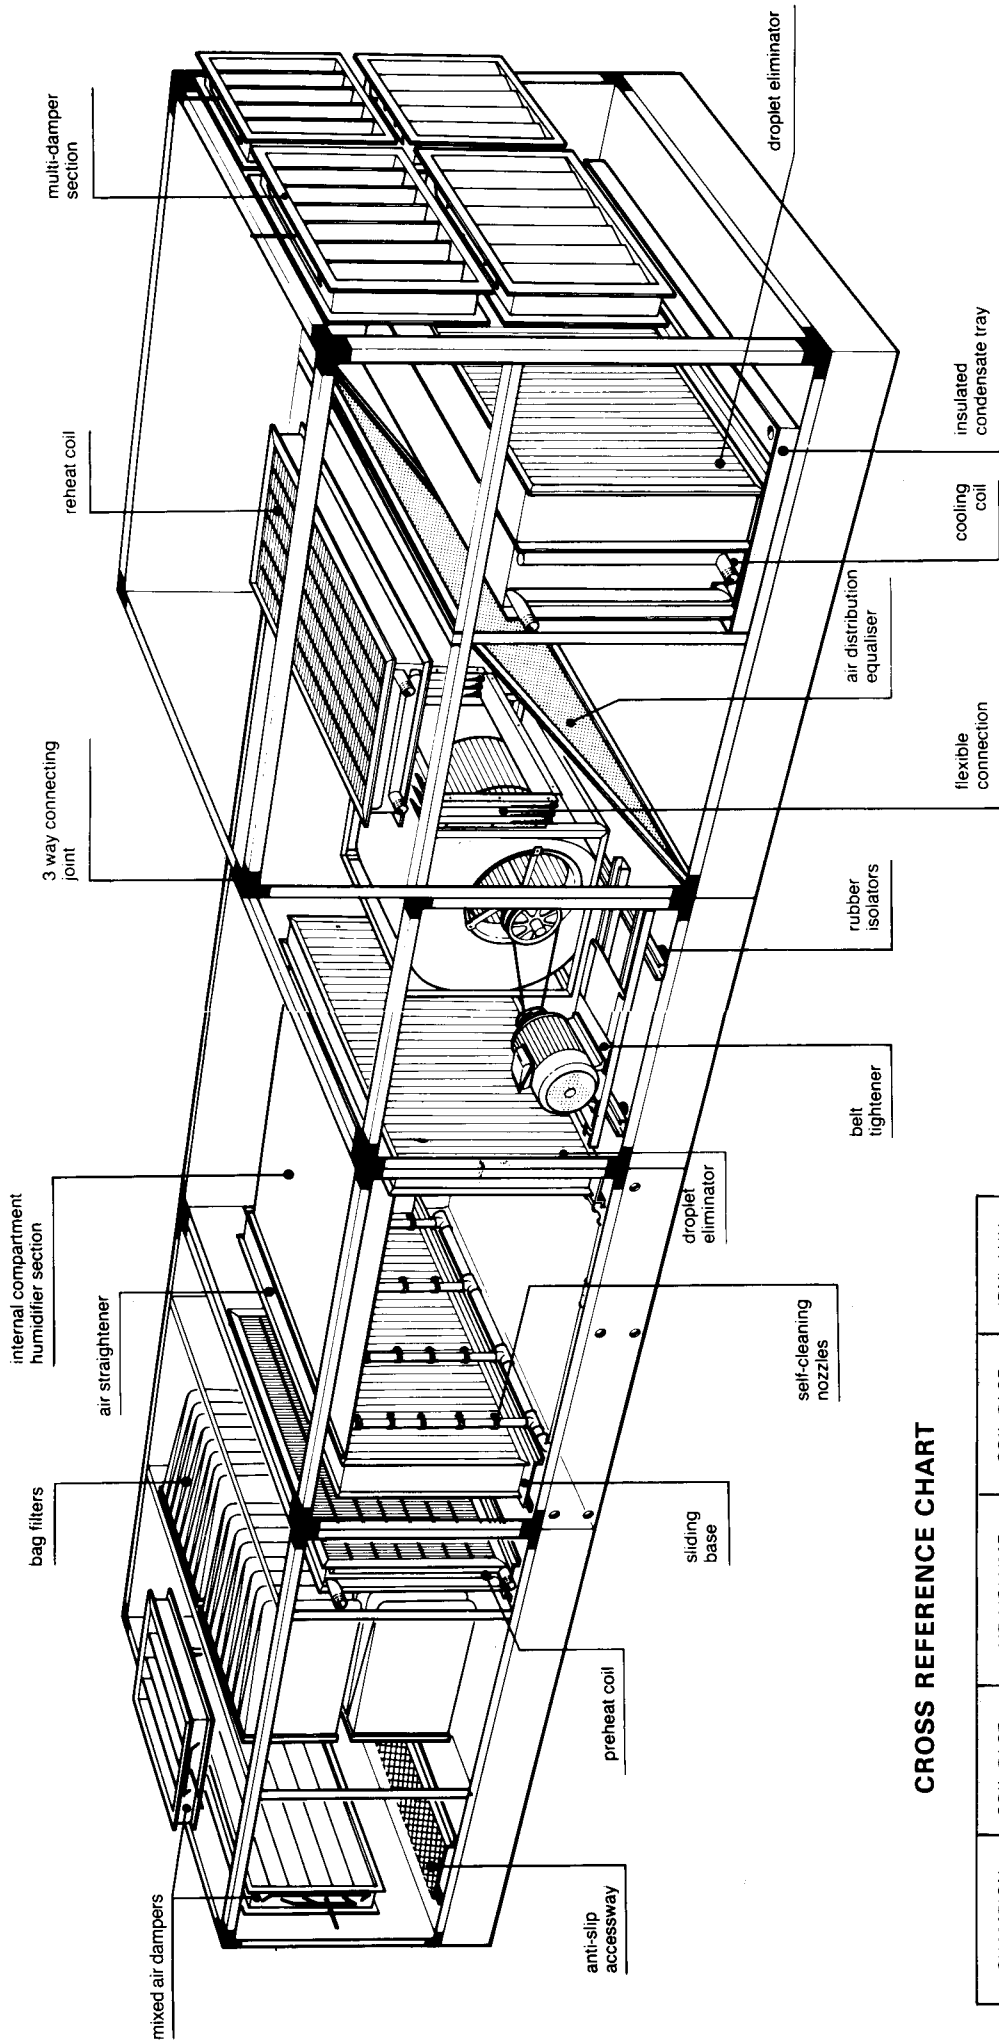 mixed air dampers
bag filters
air straightener
internal compartment
humidifier section
3 way connecting
joint
reheat coil
multi-damper
section
anti-slip
accessway
preheat coil
sliding
base
self-cleaning
nozzles
droplet
eliminator
belt
tightener
rubber
isolators
flexible
connection
air distribution
equaliser
cooling
coil
insulated
condensate tray
droplet eliminator
CROSS REFERENCE CHART